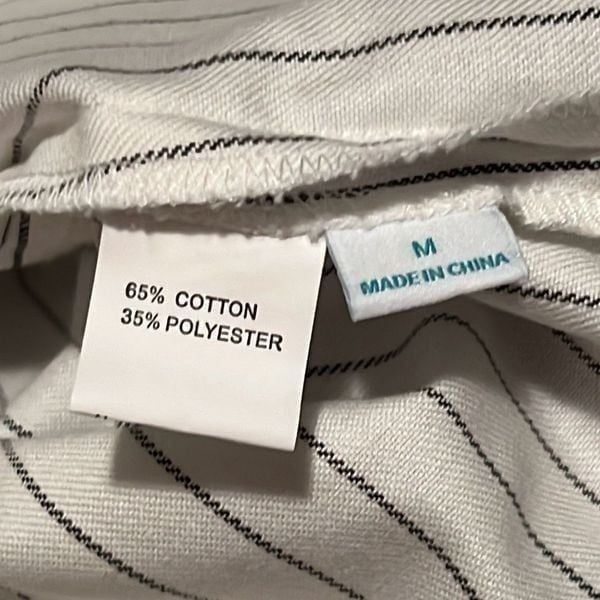 65% COTTON
35% POLYESTER
M
MADE IN CHINA